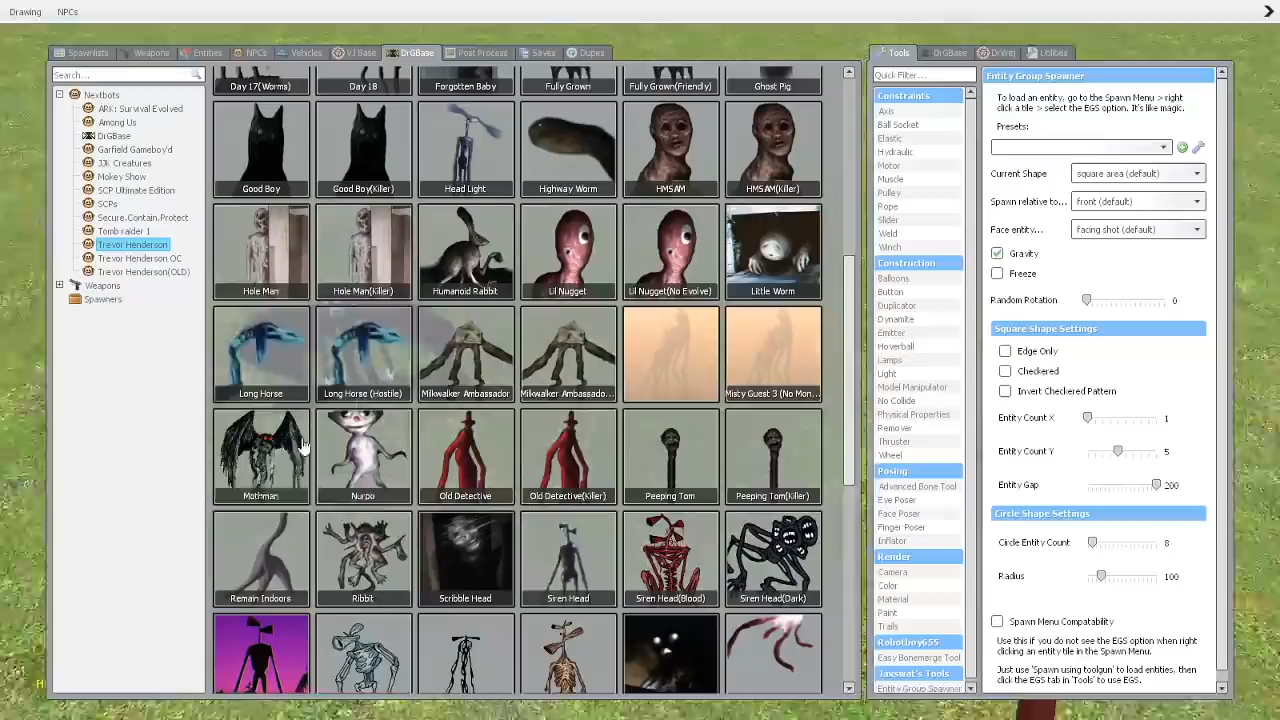 Drawing NPCs
Spawnlists Weapons Entities NPCs Vehicles VJ Base DrGBase Post Process Saves Dupes
Search...
Nextbots
ARK: Survival Evolved
Among Us
DrGBase
Garfield Gameboy'd
JJK Creatures
Mokey Show
SCP Ultimate Edition
SCPs
Secure.Contain.Protect
Tomb raider 1
Trevor Henderson
Trevor Henderson OC
Trevor Henderson(OLD)
Weapons
Spawners
Day 17(Worms) Day 18 Forgotten Baby Fully Grown Fully Grown(Friendly) Ghost Pig
Good Boy Good Boy(Killer) Head Light Highway Worm HMSAM HMSAM(Killer)
Hole Man Hole Man(Killer) Humanoid Rabbit Lil Nugget Lil Nugget(No Evolve) Little Worm
Long Horse Long Horse (Hostile) Milkwalker Ambassador Milkwalker Ambassado... Misty Guest 3 (No Mon...
Mothman Nurpo Old Detective Old Detective(Killer) Peeping Tom Peeping Tom(Killer)
Remain Indoors Ribbit Scribble Head Siren Head Siren Head(Blood) Siren Head(Dark)
Tools DrGBase DrVrej Utilities
Quick Filter...
Constraints
Axis
Ball Socket
Elastic
Hydraulic
Motor
Muscle
Pulley
Rope
Slider
Weld
Winch
Construction
Balloons
Button
Duplicator
Dynamite
Emitter
Hoverball
Lamps
Light
Model Manipulator
No Collide
Physical Properties
Remover
Thruster
Wheel
Posing
Advanced Bone Tool
Eye Poser
Face Poser
Finger Poser
Inflator
Render
Camera
Color
Material
Paint
Trails
Robotboy655
Easy Bonemerge Tool
Jaxswat's Tools
Entity Group Spawner
Entity Group Spawner
To load an entity, go to the Spawn Menu > right
click a tile > select the EGS option. It's like magic.
Presets:
Current Shape square area (default)
Spawn relative to... front (default)
Face entity... facing shot (default)
Gravity
Freeze
Random Rotation 0
Square Shape Settings
Edge Only
Checkered
Invert Checkered Pattern
Entity Count X 1
Entity Count Y 5
Entity Gap 200
Circle Shape Settings
Circle Entity Count 8
Radius 100
Spawn Menu Compatability
Use this if you do not see the EGS option when right
clicking an entity tile in the Spawn Menu.
Just use 'Spawn using toolgun' to load entities, then
the EGS tab in 'Tools' to use EGS.